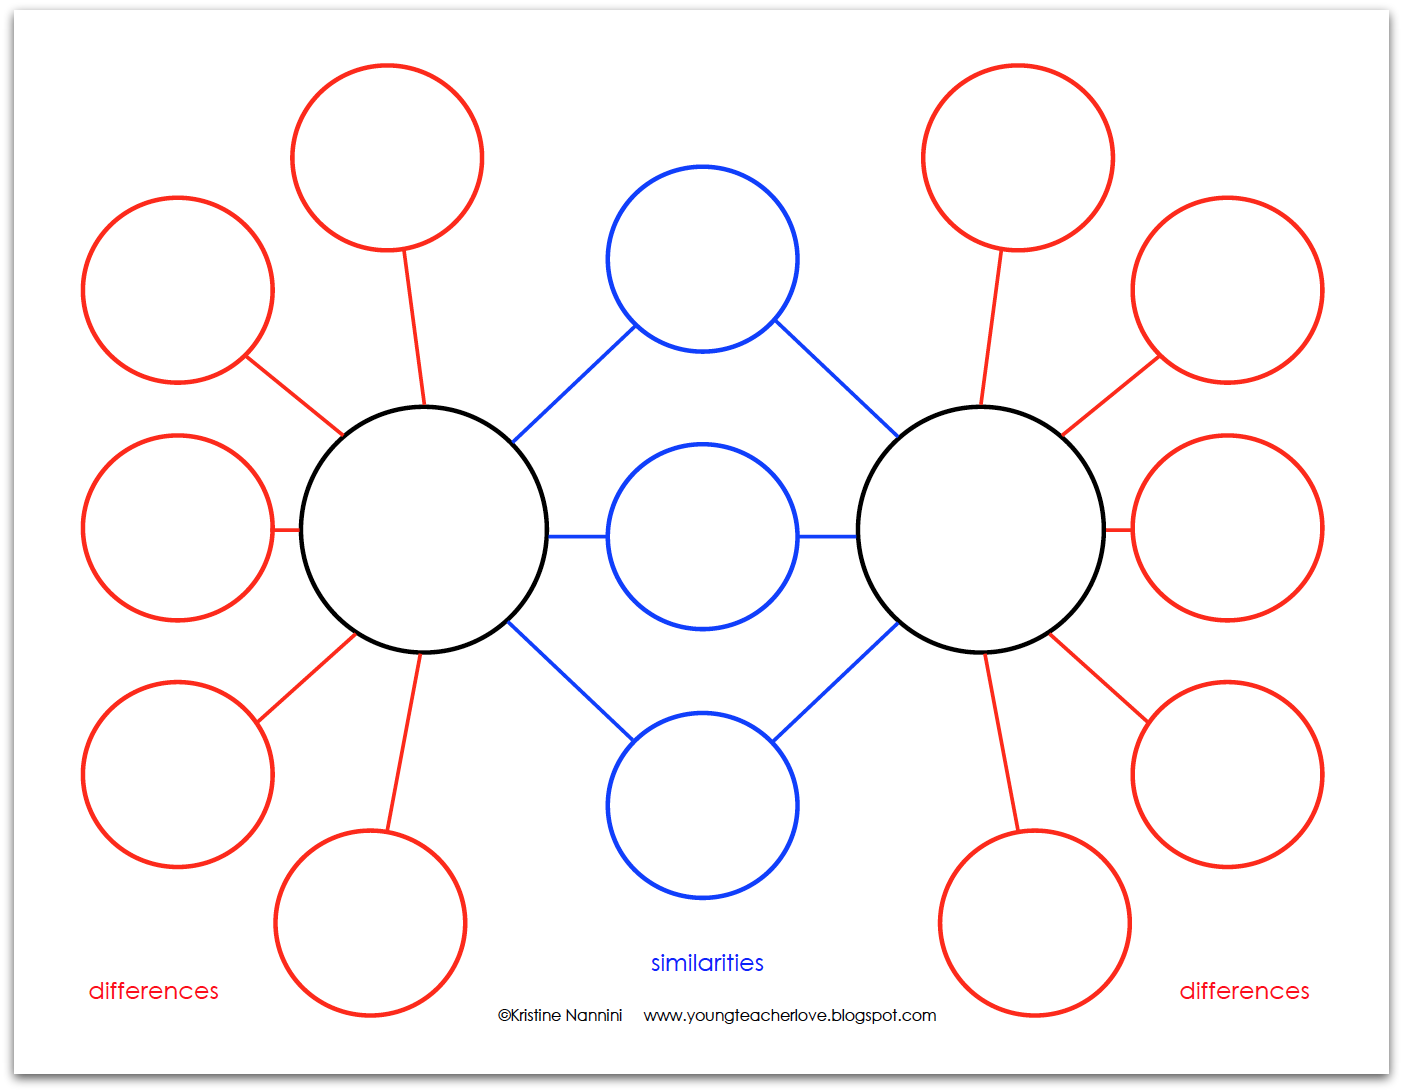 similarities
differences
differences
©Kristine Nannini www.youngteacherlove.blogspot.com